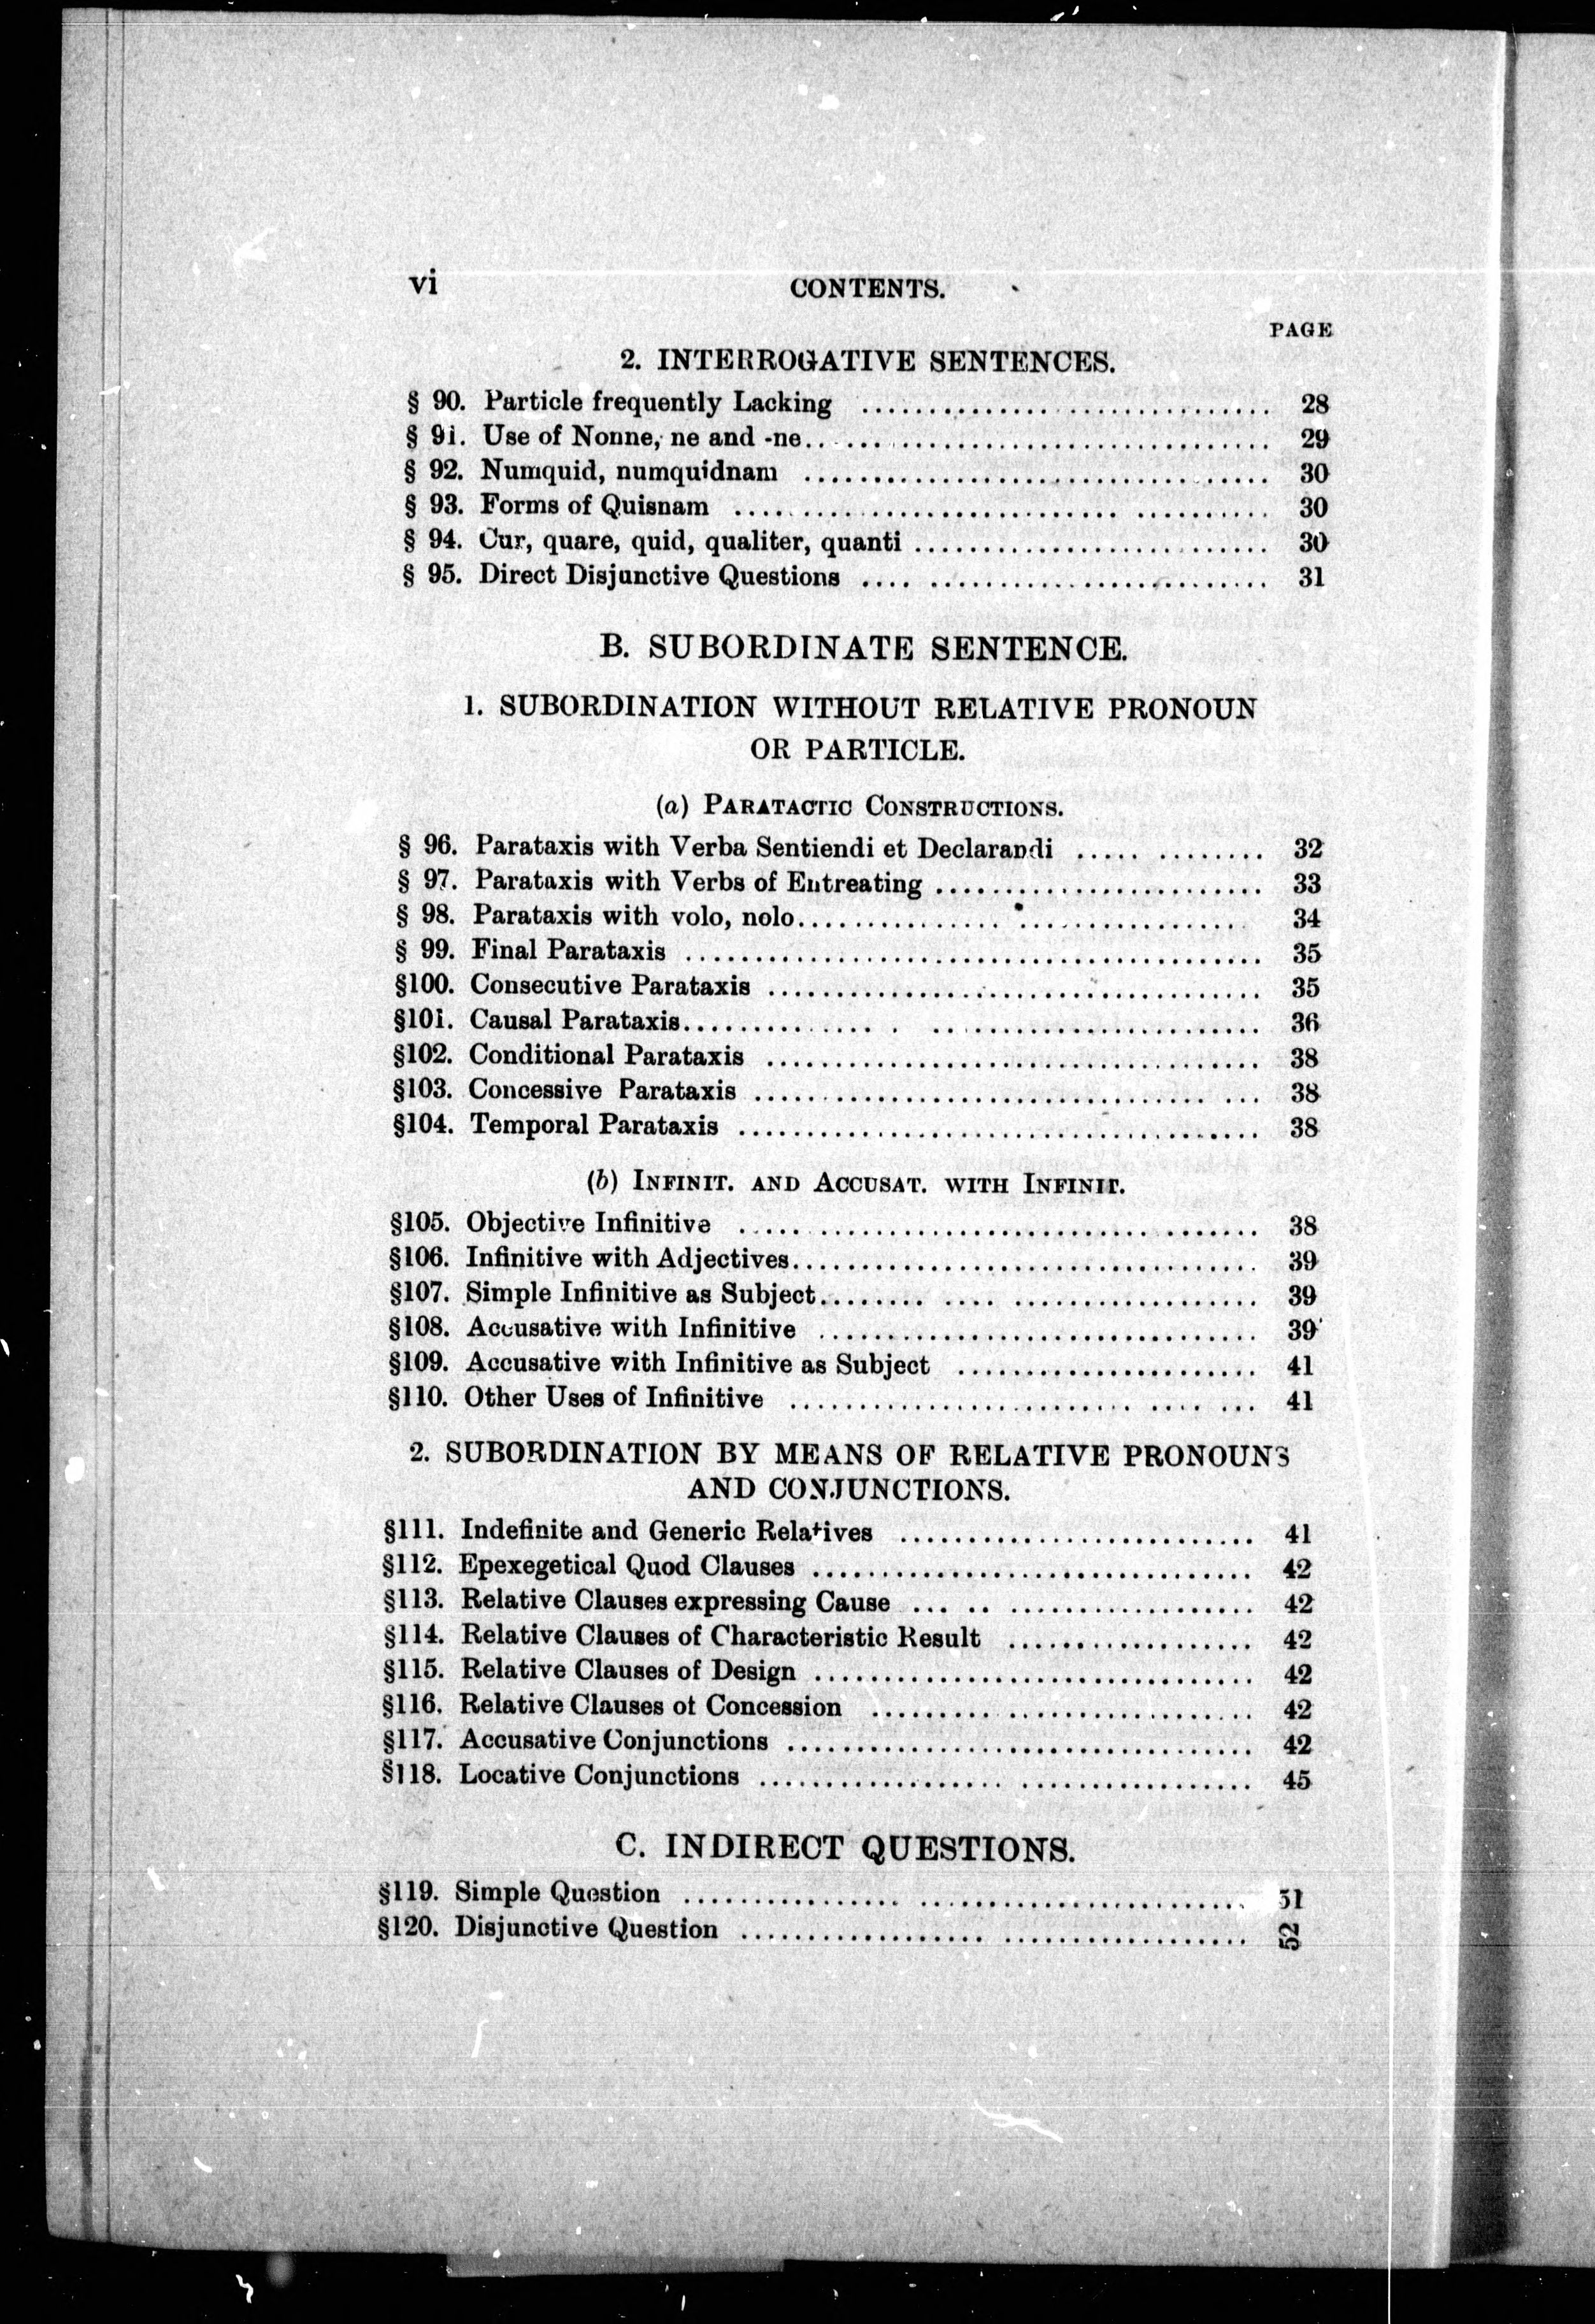 vi CONTENTS.
PAGE
2. INTERROGATIVE SENTENCES.
§ 90. Particle frequently Lacking .............................. 28
§ 91. Use of Nonne, ne and -ne.................................. 29
§ 92. Numquid, numquidnam .................................. 30
§ 93. Forms of Quisnam ...................................... 30
§ 94. Cur, quare, quid, qualiter, quanti .......................... 30
§ 95. Direct Disjunctive Questions .... ......................... 31
B. SUBORDINATE SENTENCE.
1. SUBORDINATION WITHOUT RELATIVE PRONOUN
OR PARTICLE.
(a) PARATACTIC CONSTRUCTIONS.
§ 96. Parataxis with Verba Sentiendi et Declarandi ..... ........ 32
§ 97. Parataxis with Verbs of Entreating ........................ 33
§ 98. Parataxis with volo, nolo................................. 34
§ 99. Final Parataxis .......................................... 35
§100. Consecutive Parataxis .................................... 35
§101. Causal Parataxis.............. . ........................ 36
§102. Conditional Parataxis .................................... 38
§103. Concessive Parataxis ................................. ... 38
§104. Temporal Parataxis ...................................... 38
(b) INFINIT. AND ACCUSAT. WITH INFINIT.
§105. Objective Infinitive ..................................... 38
§106. Infinitive with Adjectives.................................. 39
§107. Simple Infinitive as Subject........ .... .................. 39
§108. Accusative with Infinitive ................................ 39
§109. Accusative with Infinitive as Subject ...................... 41
§110. Other Uses of Infinitive ......................... .... ... 41
2. SUBORDINATION BY MEANS OF RELATIVE PRONOUNS
AND CONJUNCTIONS.
§111. Indefinite and Generic Relatives .......................... 41
§112. Epexegetical Quod Clauses ................................ 42
§113. Relative Clauses expressing Cause ... .. .................. 42
§114. Relative Clauses of Characteristic Result .................. 42
§115. Relative Clauses of Design ................................ 42
§116. Relative Clauses of Concession ............................ 42
§117. Accusative Conjunctions .................................. 42
§118. Locative Conjunctions .................. ................. 45
C. INDIRECT QUESTIONS.
§119. Simple Question ................ ........................ 51
§120. Disjunctive Question .................. .................. 52